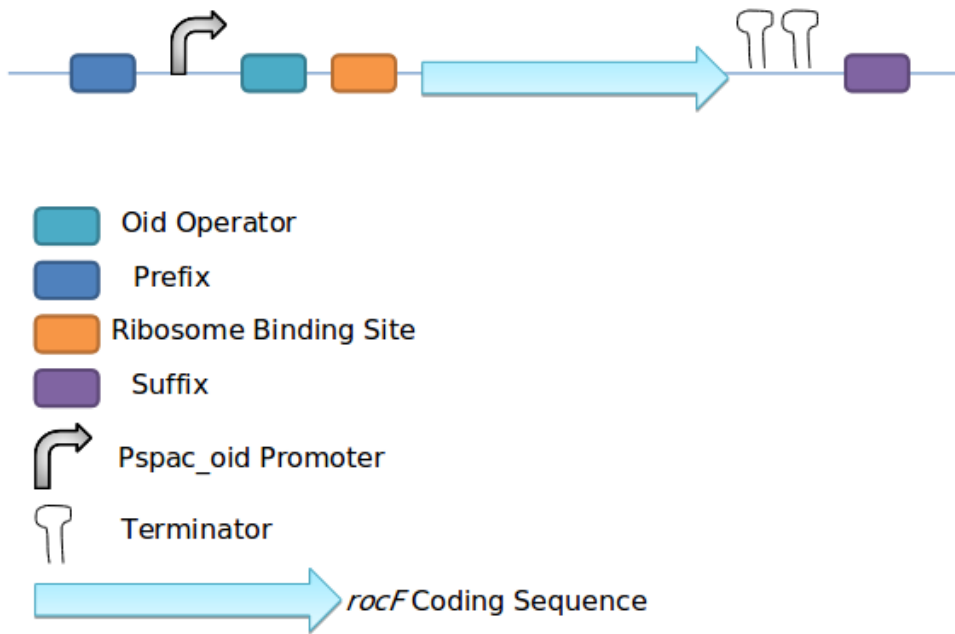 Oid Operator
Prefix
Ribosome Binding Site
Suffix
Pspac_oid Promoter
Terminator
rocF Coding Sequence